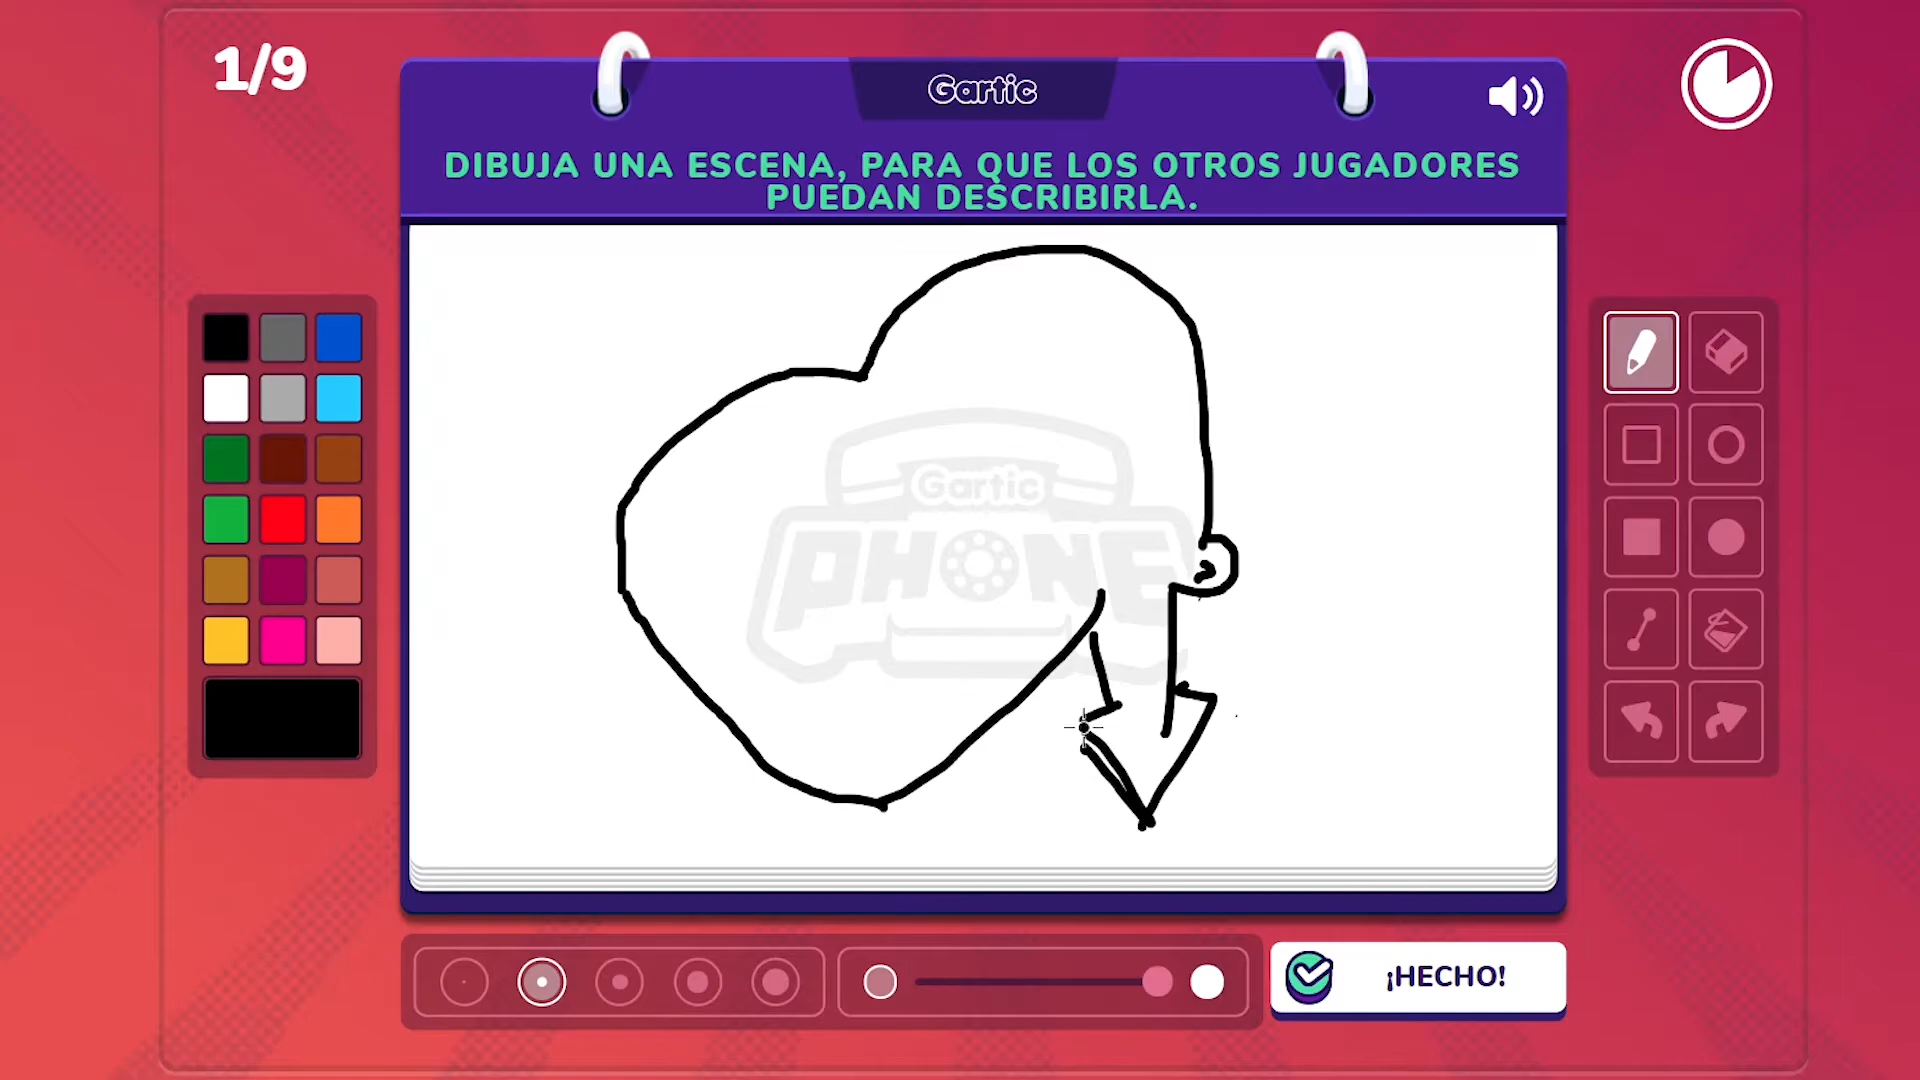 1/9
Gartic
DIBUJA UNA ESCENA, PARA QUE LOS OTROS JUGADORES
PUEDAN DESCRIBIRLA.
Gartic
PHONE
¡HECHO!